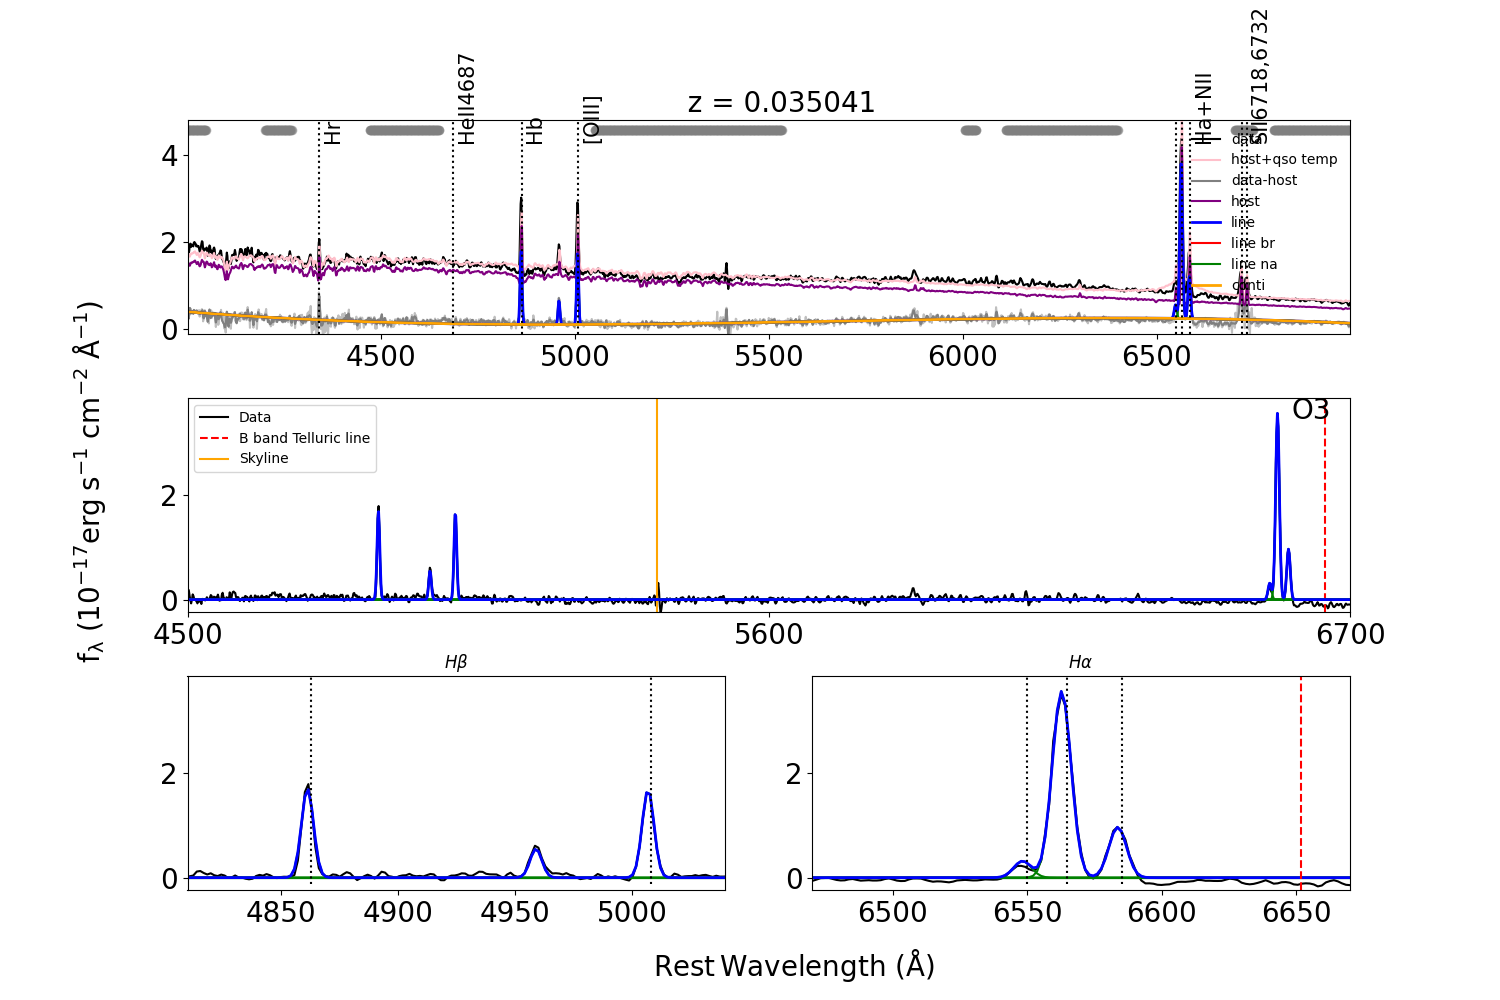 z = 0.035041
Hr
HeII4687
Hb
[OIII]
Ha+NII
SII6718,6732
data
host+qso temp
data-host
host
line
line br
line na
conti
4
2
0
4500 5000 5500 6000 6500
Data
B band Telluric line
Skyline
O3
2
0
4500 5600 6700
fλ (10⁻¹⁷erg s⁻¹ cm⁻² Å⁻¹)
Hβ
2
0
4850 4900 4950 5000
Hα
2
0
6500 6550 6600 6650
Rest Wavelength (Å)